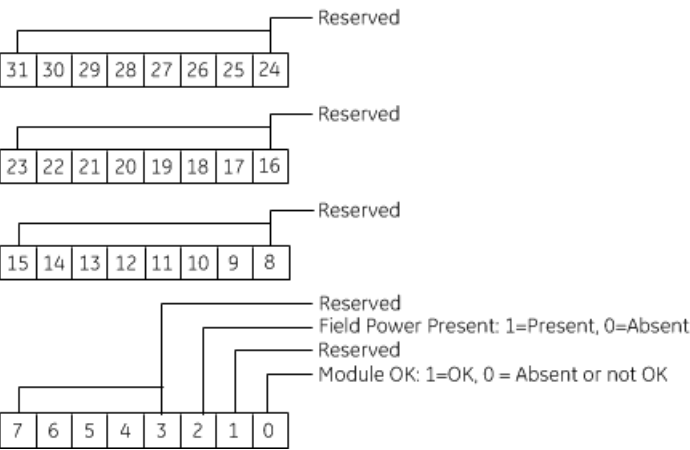 Reserved
31 30 29 28 27 26 25 24
Reserved
23 22 21 20 19 18 17 16
Reserved
15 14 13 12 11 10 9 8
Reserved
Field Power Present: 1=Present, 0=Absent
Reserved
Module OK: 1=OK, 0 = Absent or not OK
7 6 5 4 3 2 1 0